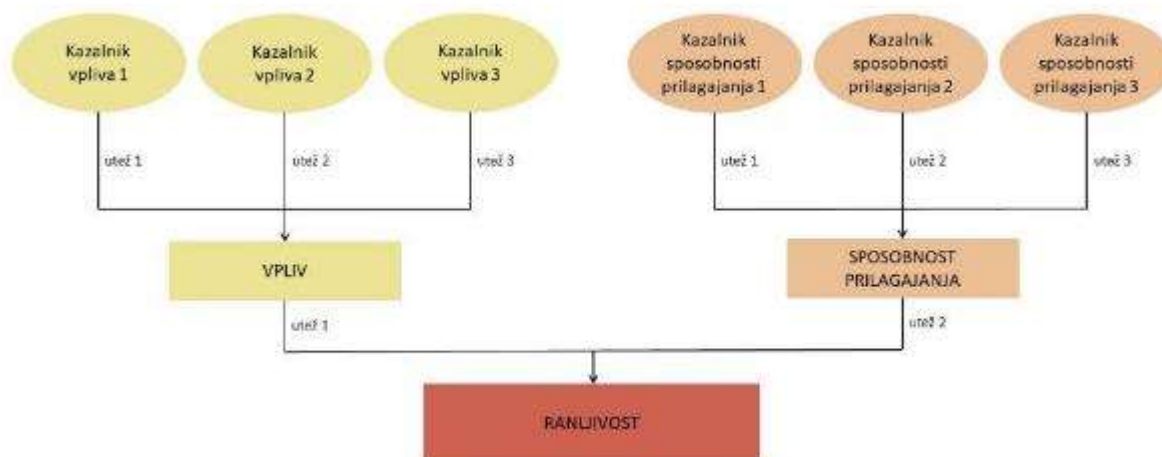 Kazalnik
vpliva 1
Kazalnik
vpliva 2
Kazalnik
vpliva 3
Kazalnik
sposobnosti
prilagajanja 1
Kazalnik
sposobnosti
prilagajanja 2
Kazalnik
sposobnosti
prilagajanja 3
utež 1
utež 2
utež 3
utež 1
utež 2
utež 3
VPLIV
SPOSOBNOST
PRILAGAJANJA
utež 1
utež 2
RANLJIVOST